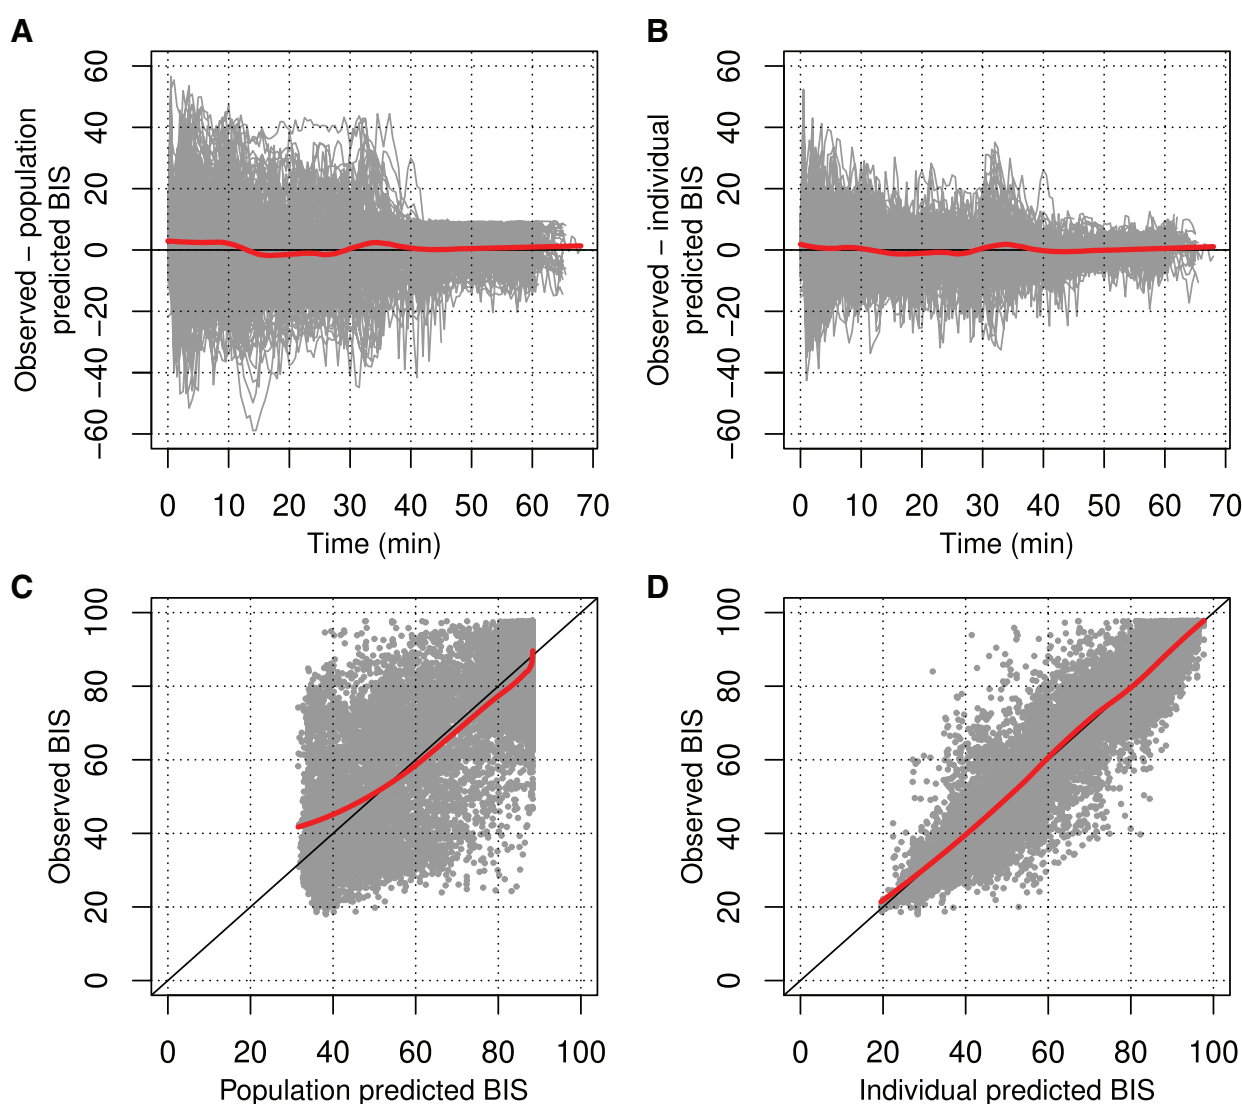 A
Observed − population
predicted BIS
60
40
20
0
−20
−40
−60
0 10 20 30 40 50 60 70
Time (min)
B
Observed − individual
predicted BIS
60
40
20
0
−20
−40
−60
0 10 20 30 40 50 60 70
Time (min)
C
Observed BIS
100
80
60
40
20
0
0 20 40 60 80 100
Population predicted BIS
D
Observed BIS
100
80
60
40
20
0
0 20 40 60 80 100
Individual predicted BIS